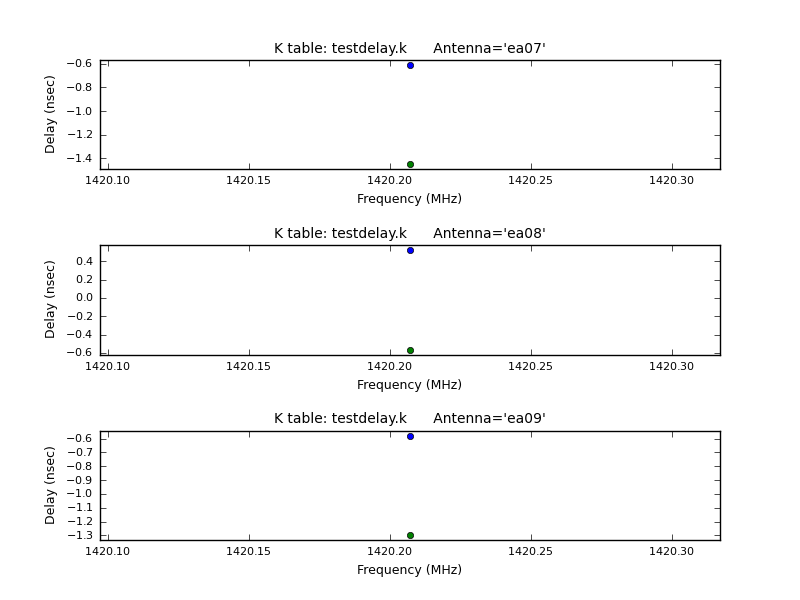 K table: testdelay.k Antenna='ea07'
Delay (nsec)
−0.6
−0.8
−1.0
−1.2
−1.4
1420.10 1420.15 1420.20 1420.25 1420.30
Frequency (MHz)
K table: testdelay.k Antenna='ea08'
Delay (nsec)
0.4
0.2
0.0
−0.2
−0.4
−0.6
1420.10 1420.15 1420.20 1420.25 1420.30
Frequency (MHz)
K table: testdelay.k Antenna='ea09'
Delay (nsec)
−0.6
−0.7
−0.8
−0.9
−1.0
−1.1
−1.2
−1.3
1420.10 1420.15 1420.20 1420.25 1420.30
Frequency (MHz)